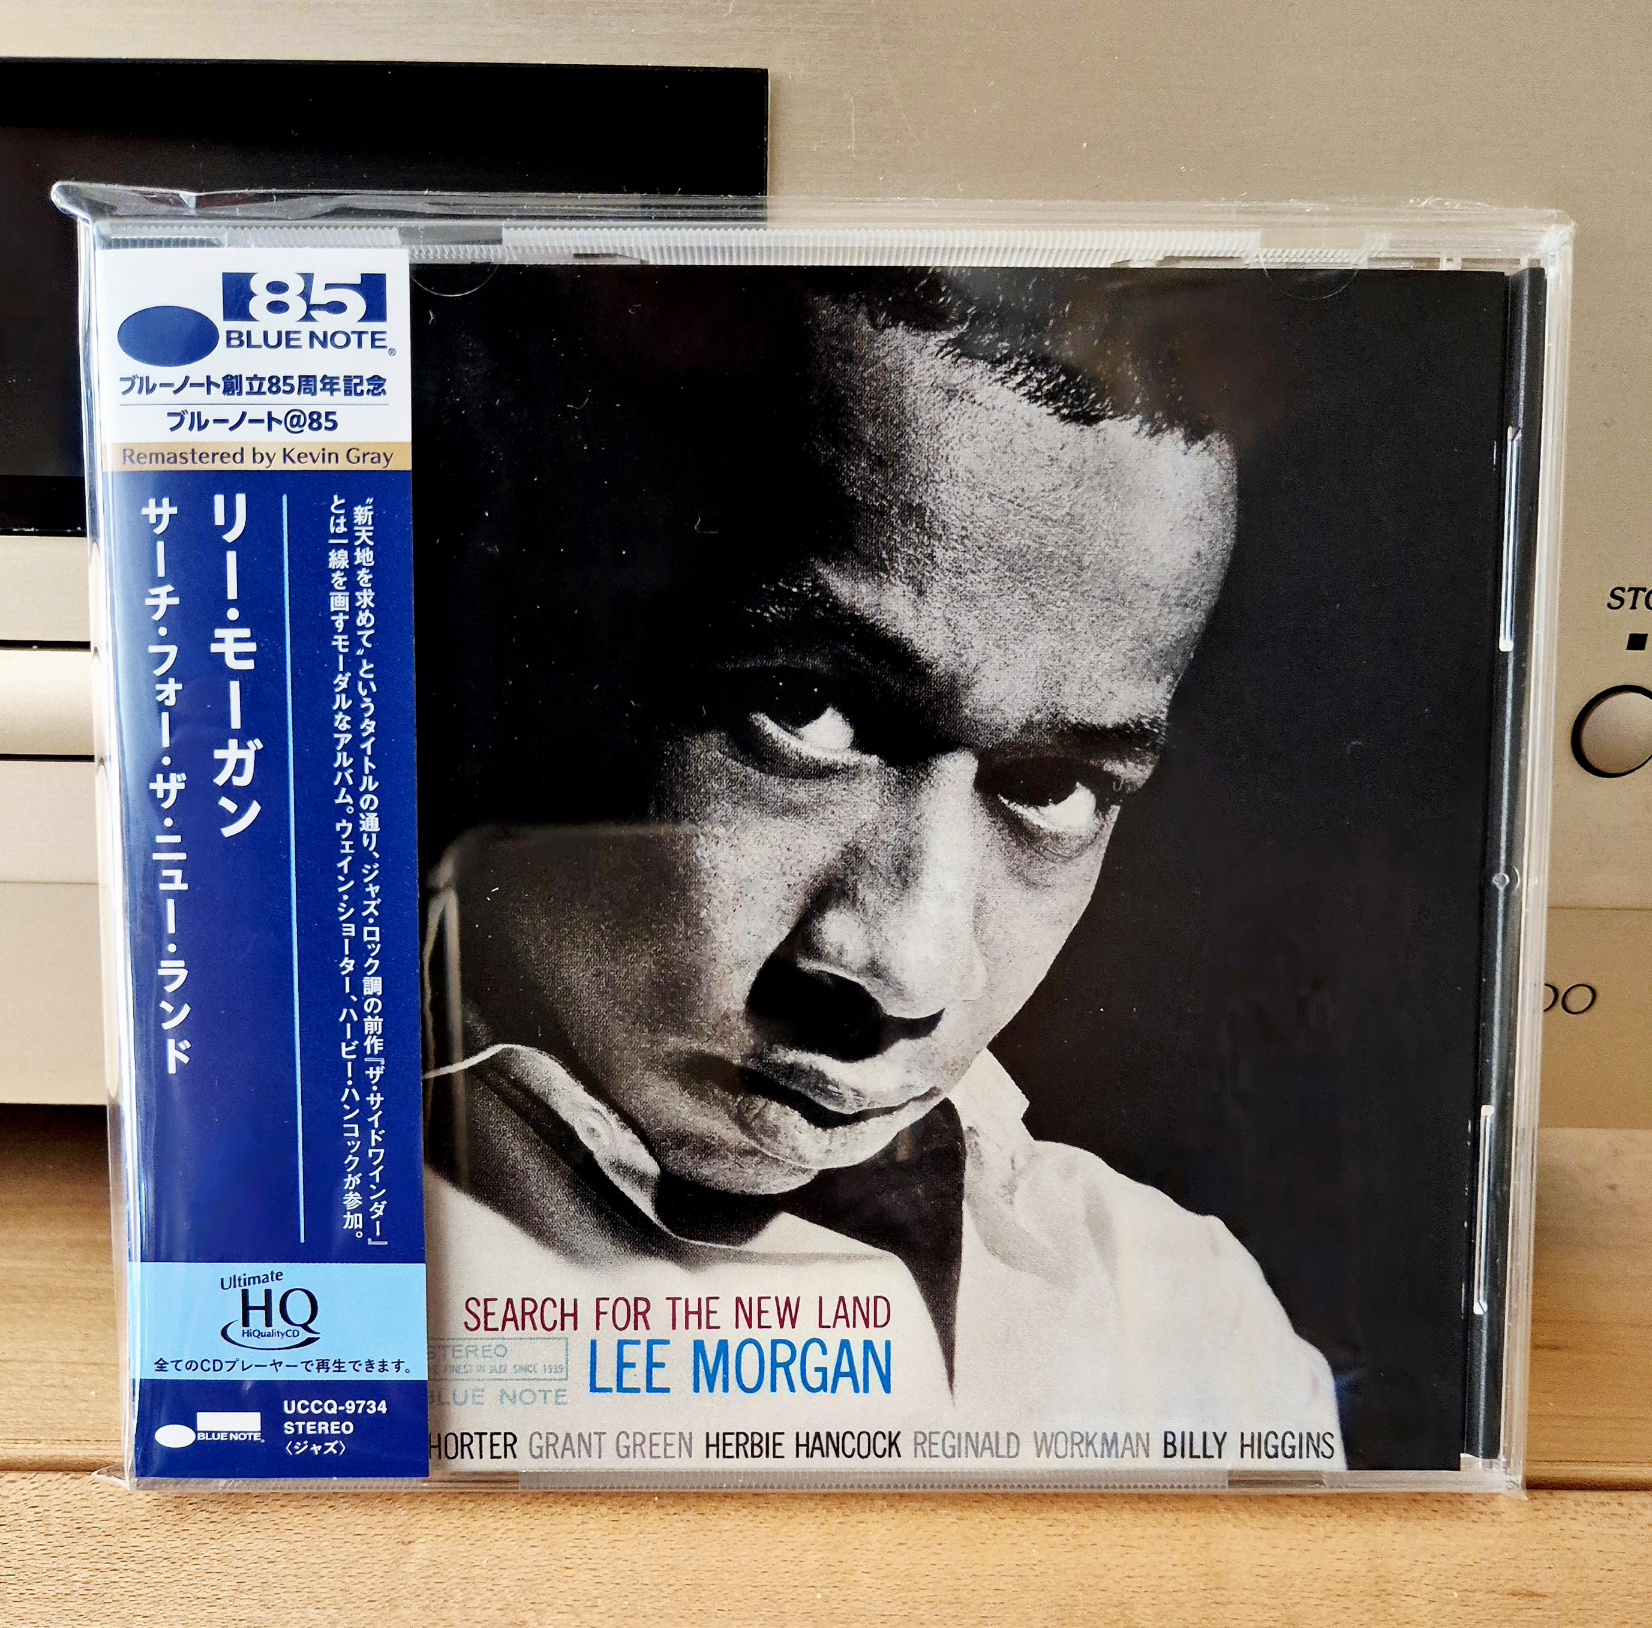 85
BLUE NOTE®
ブルーノート創立85周年記念
ブルーノート@85
Remastered by Kevin Gray
リー・モーガン
サーチ・フォー・ザ・ニュー・ランド
“新天地を求めて”というタイトルの通り、ジャズ・ロック調の前作『ザ・サイドワインダー』
とは一線を画すモーダルなアルバム。ウェイン・ショーター、ハービー・ハンコックが参加。
Ultimate
HQ
HiQualityCD
全てのCDプレーヤーで再生できます。
BLUE NOTE®
UCCQ-9734
STEREO
〈ジャズ〉
SEARCH FOR THE NEW LAND
LEE MORGAN
STEREO
FINEST IN JAZZ SINCE 1939
BLUE NOTE
HORTER GRANT GREEN HERBIE HANCOCK REGINALD WORKMAN BILLY HIGGINS